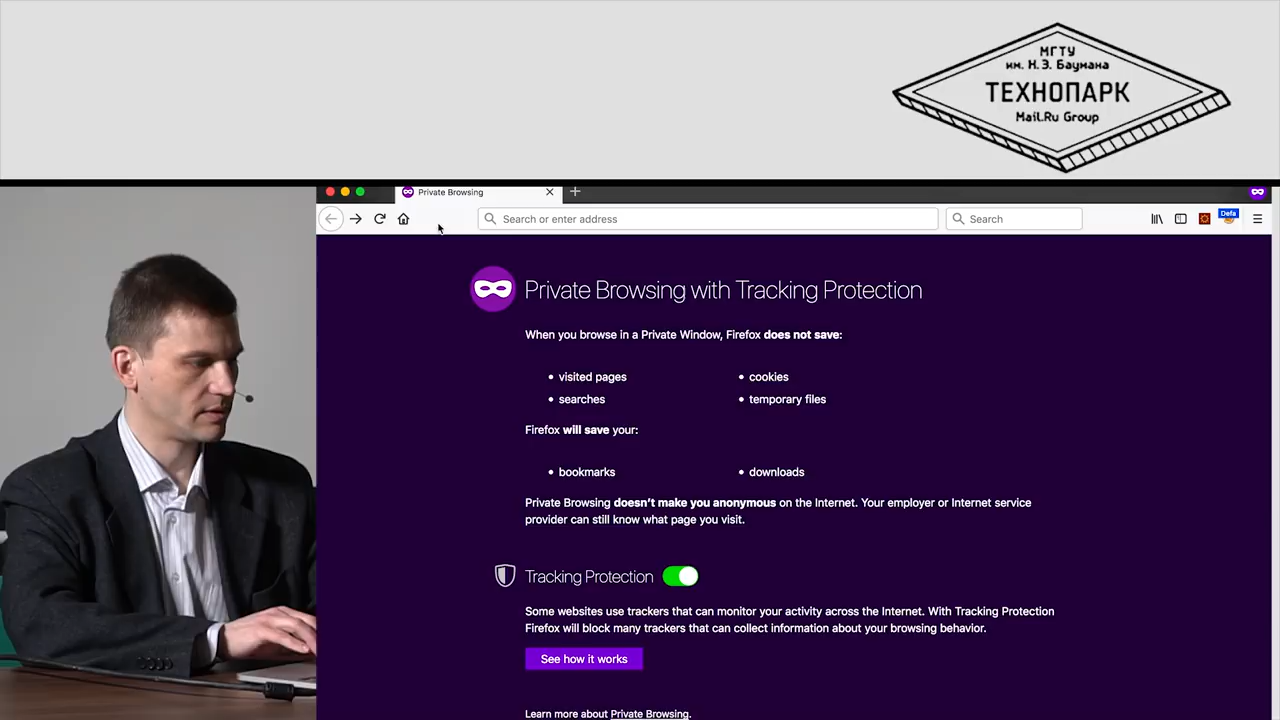 МГТУ
им. Н.Э. Баумана
ТЕХНОПАРК
Mail.Ru Group
Private Browsing
Search or enter address
Search
Defa
Private Browsing with Tracking Protection
When you browse in a Private Window, Firefox does not save:
visited pages
cookies
searches
temporary files
Firefox will save your:
bookmarks
downloads
Private Browsing doesn't make you anonymous on the Internet. Your employer or Internet service
provider can still know what page you visit.
Tracking Protection
Some websites use trackers that can monitor your activity across the Internet. With Tracking Protection
Firefox will block many trackers that can collect information about your browsing behavior.
See how it works
Learn more about Private Browsing.